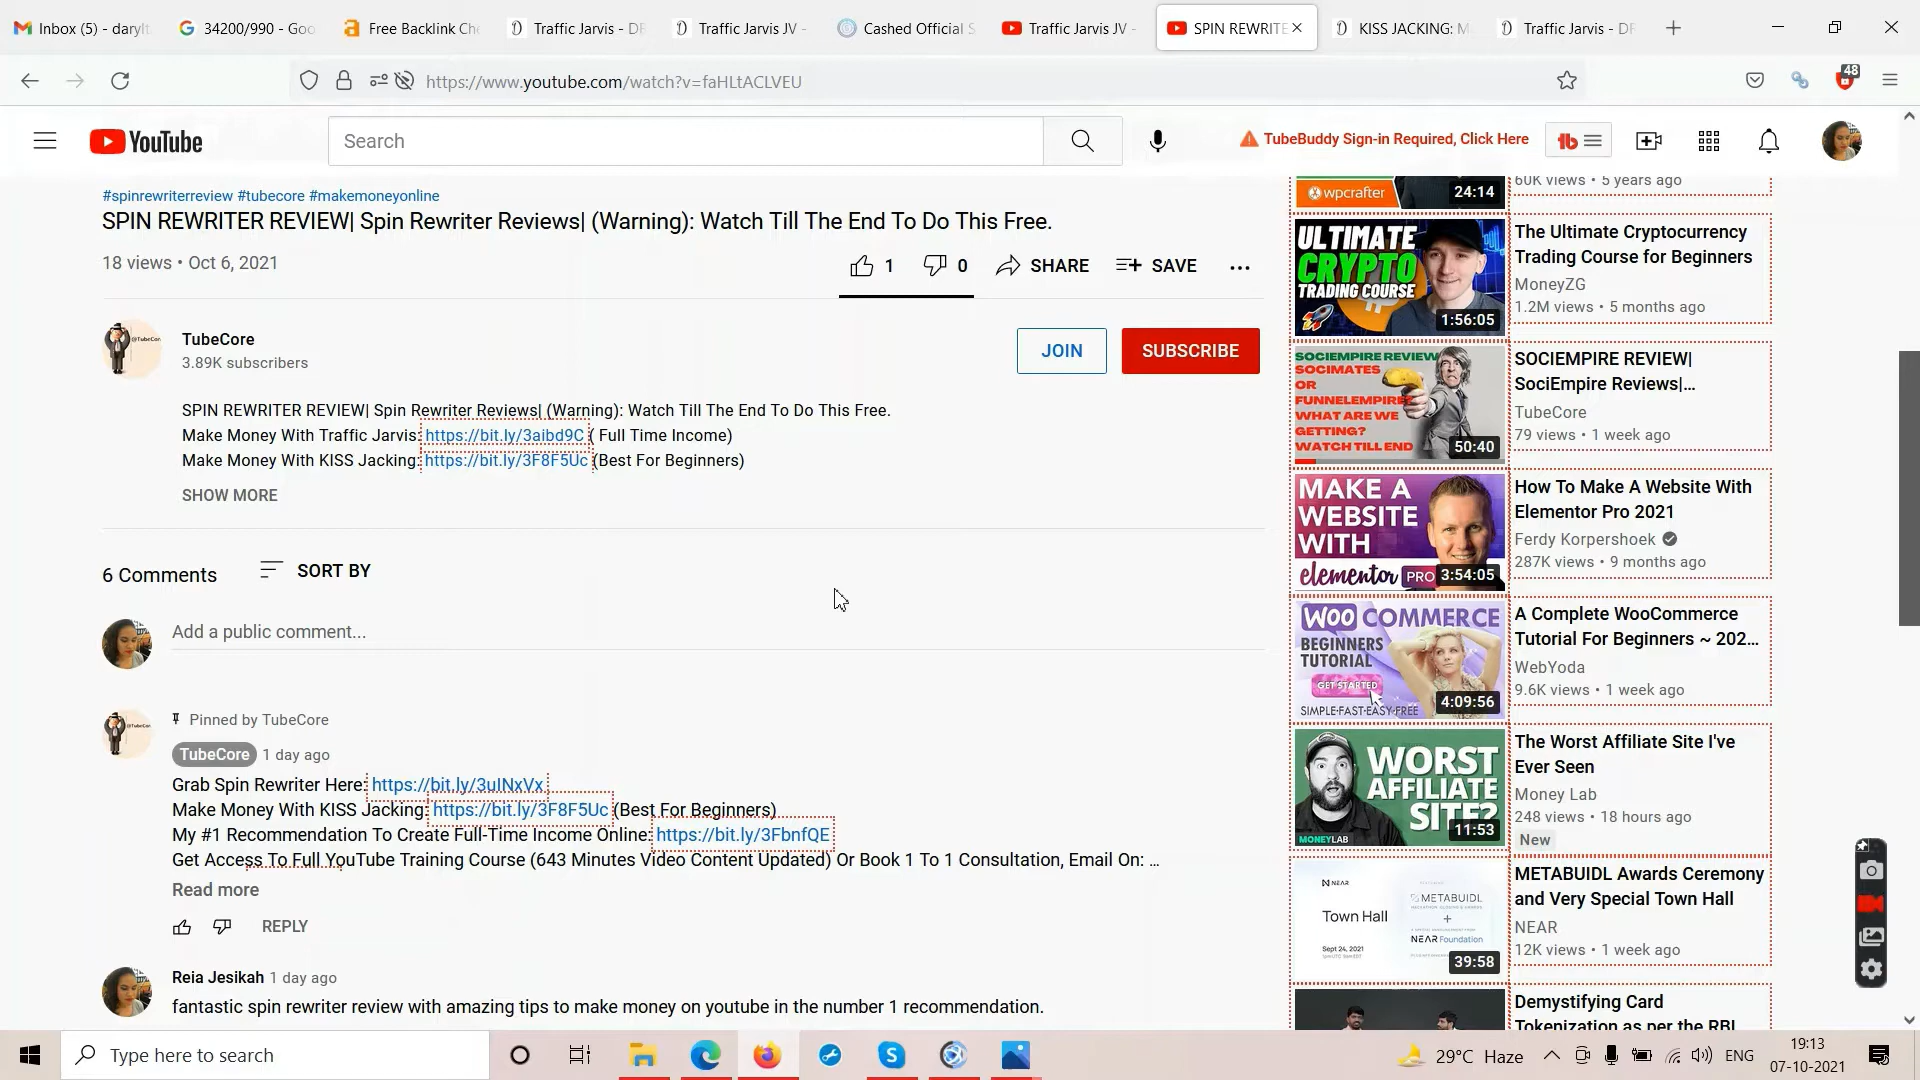 Inbox (5) - daryl
34200/990 - Goo
Free Backlink Ch
Traffic Jarvis - DR
Traffic Jarvis JV -
Cashed Official S
Traffic Jarvis JV -
SPIN REWRITE
KISS JACKING: M
Traffic Jarvis - DR
https://www.youtube.com/watch?v=faHLtACLVEU
48
YouTube
Search
TubeBuddy Sign-in Required, Click Here
tb
#spinrewriterreview #tubecore #makemoneyonline
SPIN REWRITER REVIEW| Spin Rewriter Reviews| (Warning): Watch Till The End To Do This Free.
18 views • Oct 6, 2021
1
0
SHARE
SAVE
...
@TubeCore
TubeCore
3.89K subscribers
JOIN
SUBSCRIBE
SPIN REWRITER REVIEW| Spin Rewriter Reviews| (Warning): Watch Till The End To Do This Free.
Make Money With Traffic Jarvis: https://bit.ly/3aibd9C ( Full Time Income)
Make Money With KISS Jacking: https://bit.ly/3F8F5Uc (Best For Beginners)
SHOW MORE
6 Comments
SORT BY
Add a public comment...
Pinned by TubeCore
TubeCore 1 day ago
Grab Spin Rewriter Here: https://bit.ly/3uINxVx
Make Money With KISS Jacking: https://bit.ly/3F8F5Uc (Best For Beginners)
My #1 Recommendation To Create Full-Time Income Online: https://bit.ly/3FbnfQE
Get Access To Full YouTube Training Course (643 Minutes Video Content Updated) Or Book 1 To 1 Consultation, Email On: ...
Read more
REPLY
Reia Jesikah 1 day ago
fantastic spin rewriter review with amazing tips to make money on youtube in the number 1 recommendation.
wpcrafter
24:14
60K views • 5 years ago
ULTIMATE
CRYPTO
TRADING COURSE
1:56:05
The Ultimate Cryptocurrency
Trading Course for Beginners
MoneyZG
1.2M views • 5 months ago
SOCIEMPIRE REVIEW
SOCIMATES
OR
FUNNELEMPIRE?
WHAT ARE WE
GETTING?
WATCH TILL END
50:40
SOCIEMPIRE REVIEW|
SociEmpire Reviews|...
TubeCore
79 views • 1 week ago
MAKE A
WEBSITE
WITH
elementor PRO
3:54:05
How To Make A Website With
Elementor Pro 2021
Ferdy Korpershoek
287K views • 9 months ago
WOO COMMERCE
BEGINNERS
TUTORIAL
GET STARTED
SIMPLE-FAST-EASY-FREE
4:09:56
A Complete WooCommerce
Tutorial For Beginners ~ 202...
WebYoda
9.6K views • 1 week ago
WORST
AFFILIATE
SITE?
MONEYLAB
11:53
The Worst Affiliate Site I've
Ever Seen
Money Lab
248 views • 18 hours ago
New
NEAR
METABUIDL
Town Hall
+
NEAR Foundation
Sept 24, 2021
39:58
METABUIDL Awards Ceremony
and Very Special Town Hall
NEAR
12K views • 1 week ago
Demystifying Card
Tokenization as per the RBI
Type here to search
29°C Haze
ENG
19:13
07-10-2021